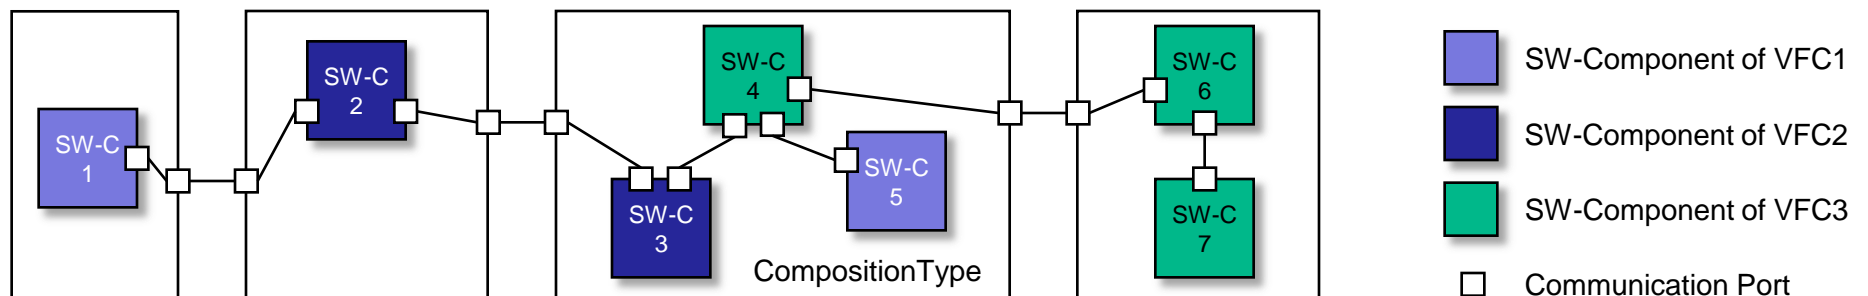 SW-C
1
SW-C
2
SW-C
3
SW-C
4
SW-C
5
CompositionType
SW-C
6
SW-C
7
SW-Component of VFC1
SW-Component of VFC2
SW-Component of VFC3
Communication Port